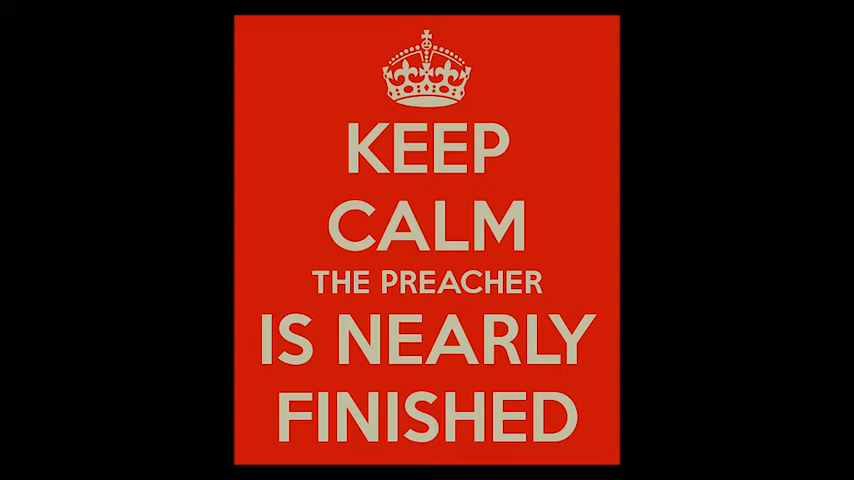 KEEP
CALM
THE PREACHER
IS NEARLY
FINISHED